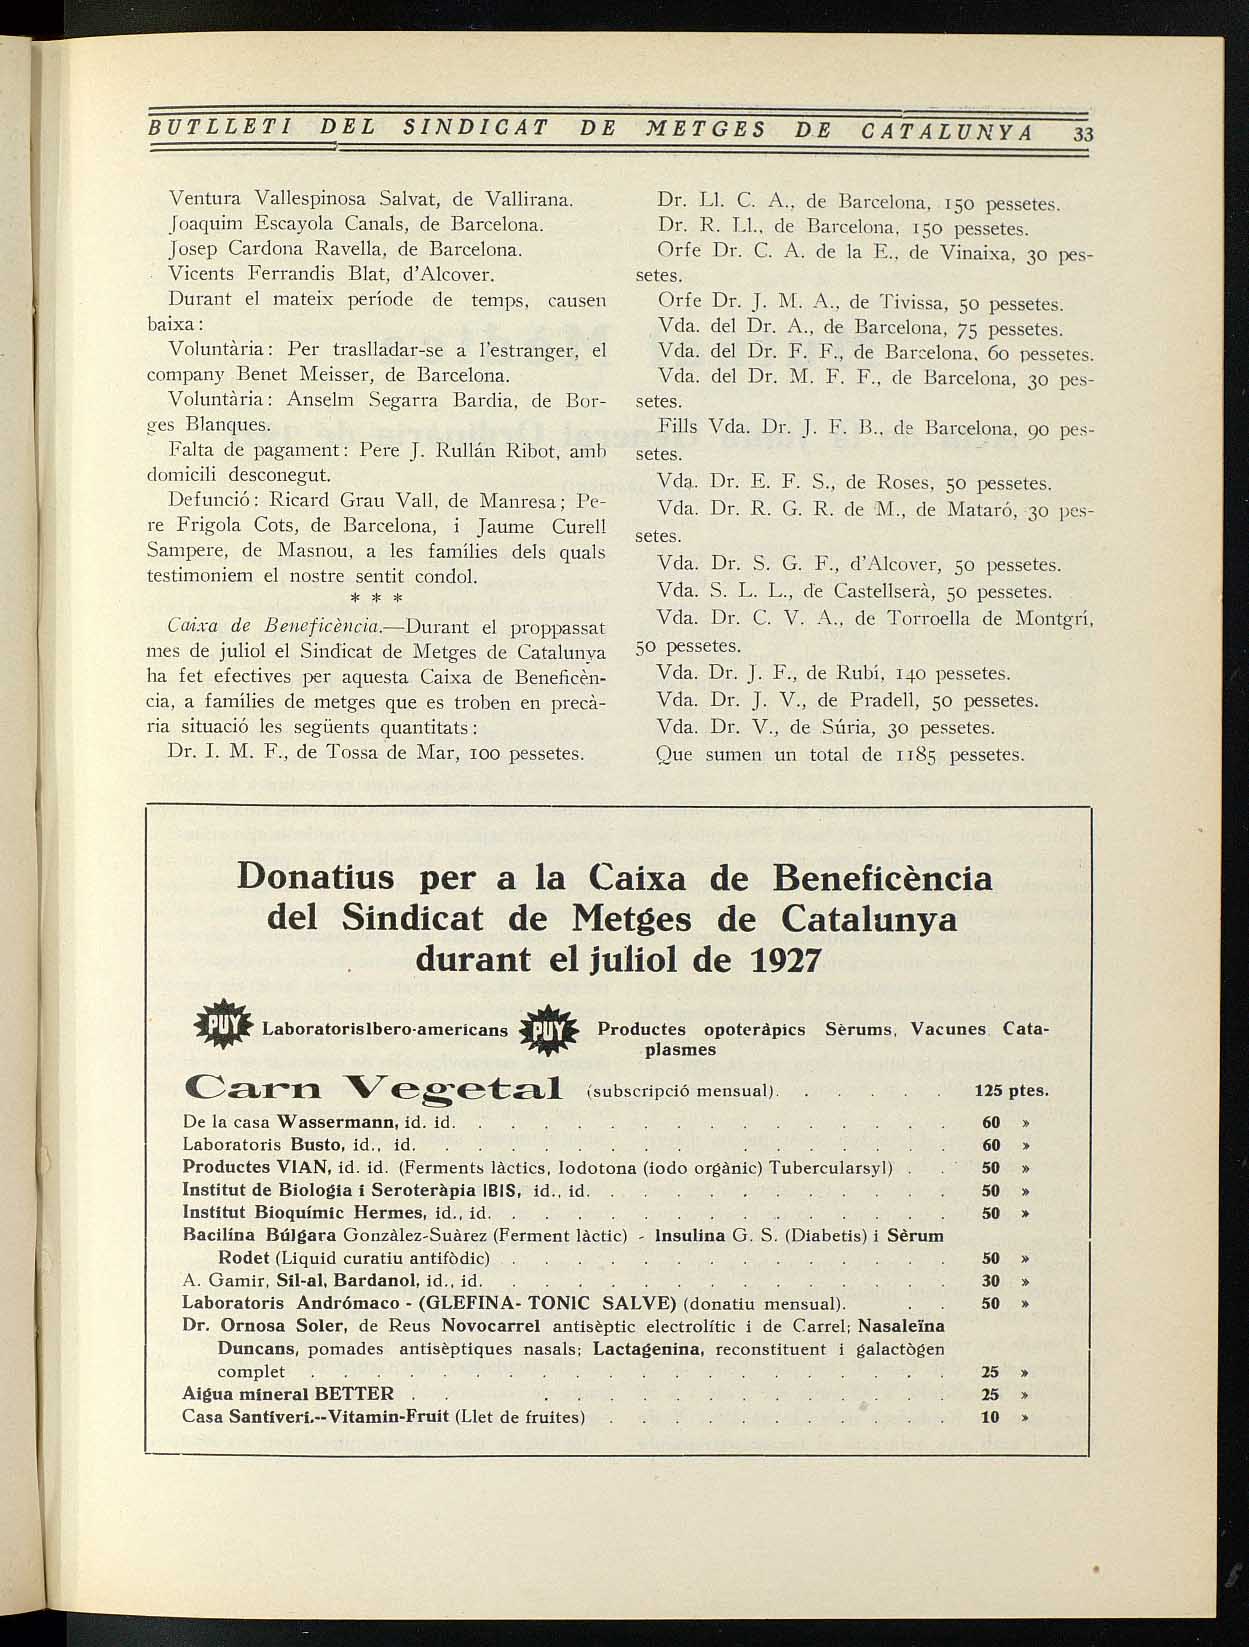 BUTLLETI DEL SINDICAT DE METGES DE CATALUNYA 33
Ventura Vallespinosa Salvat, de Vallirana.
Joaquim Escayola Canals, de Barcelona.
Josep Cardona Ravella, de Barcelona.
Vicents Ferrandis Blat, d'Alcover.
Durant el mateix període de temps, causen
baixa:
Voluntària: Per traslladar-se a l'estranger, el
company Benet Meisser, de Barcelona.
Voluntària: Anselm Segarra Bardia, de Bor-
ges Blanques.
Falta de pagament: Pere J. Rullán Ribot, amb
domicili desconegut.
Defunció: Ricard Grau Vall, de Manresa; Pe-
re Frigola Cots, de Barcelona, i Jaume Curell
Sampere, de Masnou, a les famílies dels quals
testimoniem el nostre sentit condol.
* * *
Caixa de Beneficència.—Durant el proppassat
mes de juliol el Sindicat de Metges de Catalunya
ha fet efectives per aquesta Caixa de Beneficèn-
cia, a famílies de metges que es troben en precà-
ria situació les següents quantitats:
Dr. I. M. F., de Tossa de Mar, 100 pessetes.
Dr. Ll. C. A., de Barcelona, 150 pessetes.
Dr. R. Ll., de Barcelona, 150 pessetes.
Orfe Dr. C. A. de la E., de Vinaixa, 30 pes-
setes.
Orfe Dr. J. M. A., de Tivissa, 50 pessetes.
Vda. del Dr. A., de Barcelona, 75 pessetes.
Vda. del Dr. F. F., de Barcelona, 60 pessetes.
Vda. del Dr. M. F. F., de Barcelona, 30 pes-
setes.
Fills Vda. Dr. J. F. B., de Barcelona, 90 pes-
setes.
Vda. Dr. E. F. S., de Roses, 50 pessetes.
Vda. Dr. R. G. R. de M., de Mataró, 30 pes-
setes.
Vda. Dr. S. G. F., d'Alcover, 50 pessetes.
Vda. S. L. L., de Castellserà, 50 pessetes.
Vda. Dr. C. V. A., de Torroella de Montgrí,
50 pessetes.
Vda. Dr. J. F., de Rubí, 140 pessetes.
Vda. Dr. J. V., de Pradell, 50 pessetes.
Vda. Dr. V., de Súria, 30 pessetes.
Que sumen un total de 1185 pessetes.
Donatius per a la Caixa de Beneficència
del Sindicat de Metges de Catalunya
durant el juliol de 1927
PUY Laboratoris Ibero-americans PUY Productes opoteràpics Sèrums, Vacunes Cata-
plasmes
Carn Vegetal (subscripció mensual). . . . . . 125 ptes.
De la casa Wassermann, id. id. . . . . . . . . . . . . . . . 60 »
Laboratoris Busto, id., id. . . . . . . . . . . . . . . . . 60 »
Productes VIAN, id. id. (Ferments làctics, Iodotona (iodo orgànic) Tubercularsyl) . . 50 »
Institut de Biologia i Seroteràpia IBIS, id., id. . . . . . . . . . . . 50 »
Institut Bioquímic Hermes, id., id. . . . . . . . . . . . . . . 50 »
Bacilína Búlgara Gonzàlez-Suàrez (Ferment làctic) - Insulina G. S. (Diabetis) i Sèrum
Rodet (Liquid curatiu antifòdic) . . . . . . . . . . . . . . 50 »
A. Gamir, Sil-al, Bardanol, id., id. . . . . . . . . . . . . . . . 30 »
Laboratoris Andrómaco - (GLEFINA- TONIC SALVE) (donatiu mensual). . . 50 »
Dr. Ornosa Soler, de Reus Novocarrel antisèptic electrolític i de Carrel; Nasaleïna
Duncans, pomades antisèptiques nasals; Lactagenina, reconstituent i galactògen
complet . . . . . . . . . . . . . . . . . . . . 25 »
Aigua mineral BETTER . . . . . . . . . . . . . . . . 25 »
Casa Santiveri.--Vitamin-Fruit (Llet de fruites) . . . . . . . . . . . 10 »